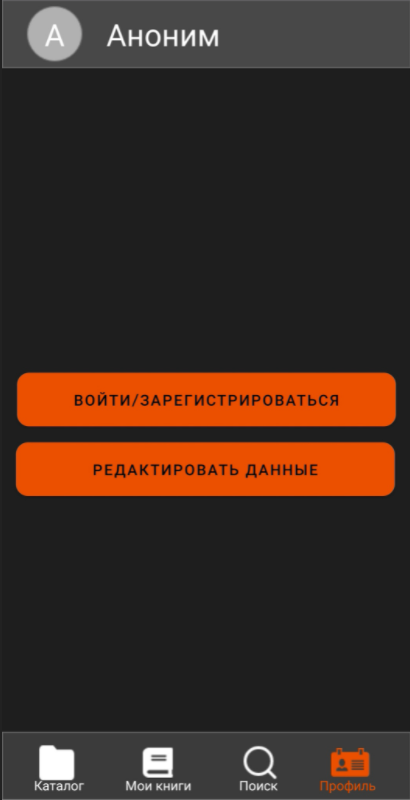 А
Аноним
ВОЙТИ/ЗАРЕГИСТРИРОВАТЬСЯ
РЕДАКТИРОВАТЬ ДАННЫЕ
Каталог
Мои книги
Поиск
Профиль